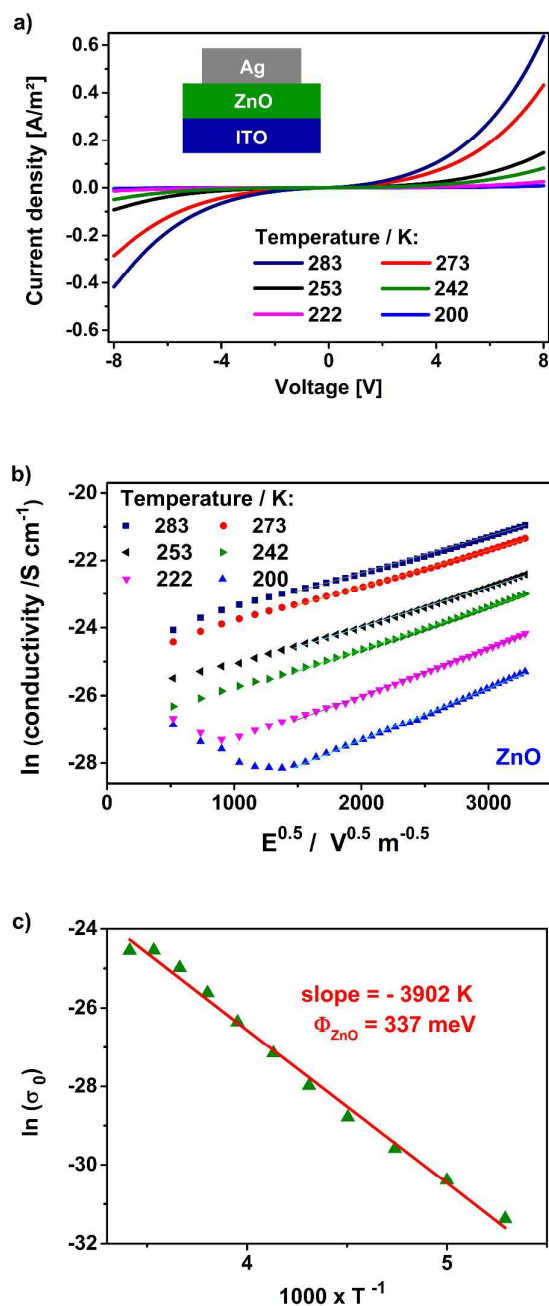 a)
0.6
0.4
0.2
0.0
-0.2
-0.4
-0.6
Current density [A/m²]
Ag
ZnO
ITO
Temperature / K:
283 273
253 242
222 200
-8 -4 0 4 8
Voltage [V]
b)
-20
-22
-24
-26
-28
ln (conductivity /S cm⁻¹)
Temperature / K:
283 273
253 242
222 200
ZnO
0 1000 2000 3000
E⁰·⁵ / V⁰·⁵ m⁻⁰·⁵
c)
-24
-26
-28
-30
-32
ln (σ₀)
slope = - 3902 K
Φ_ZnO = 337 meV
4 5
1000 x T⁻¹